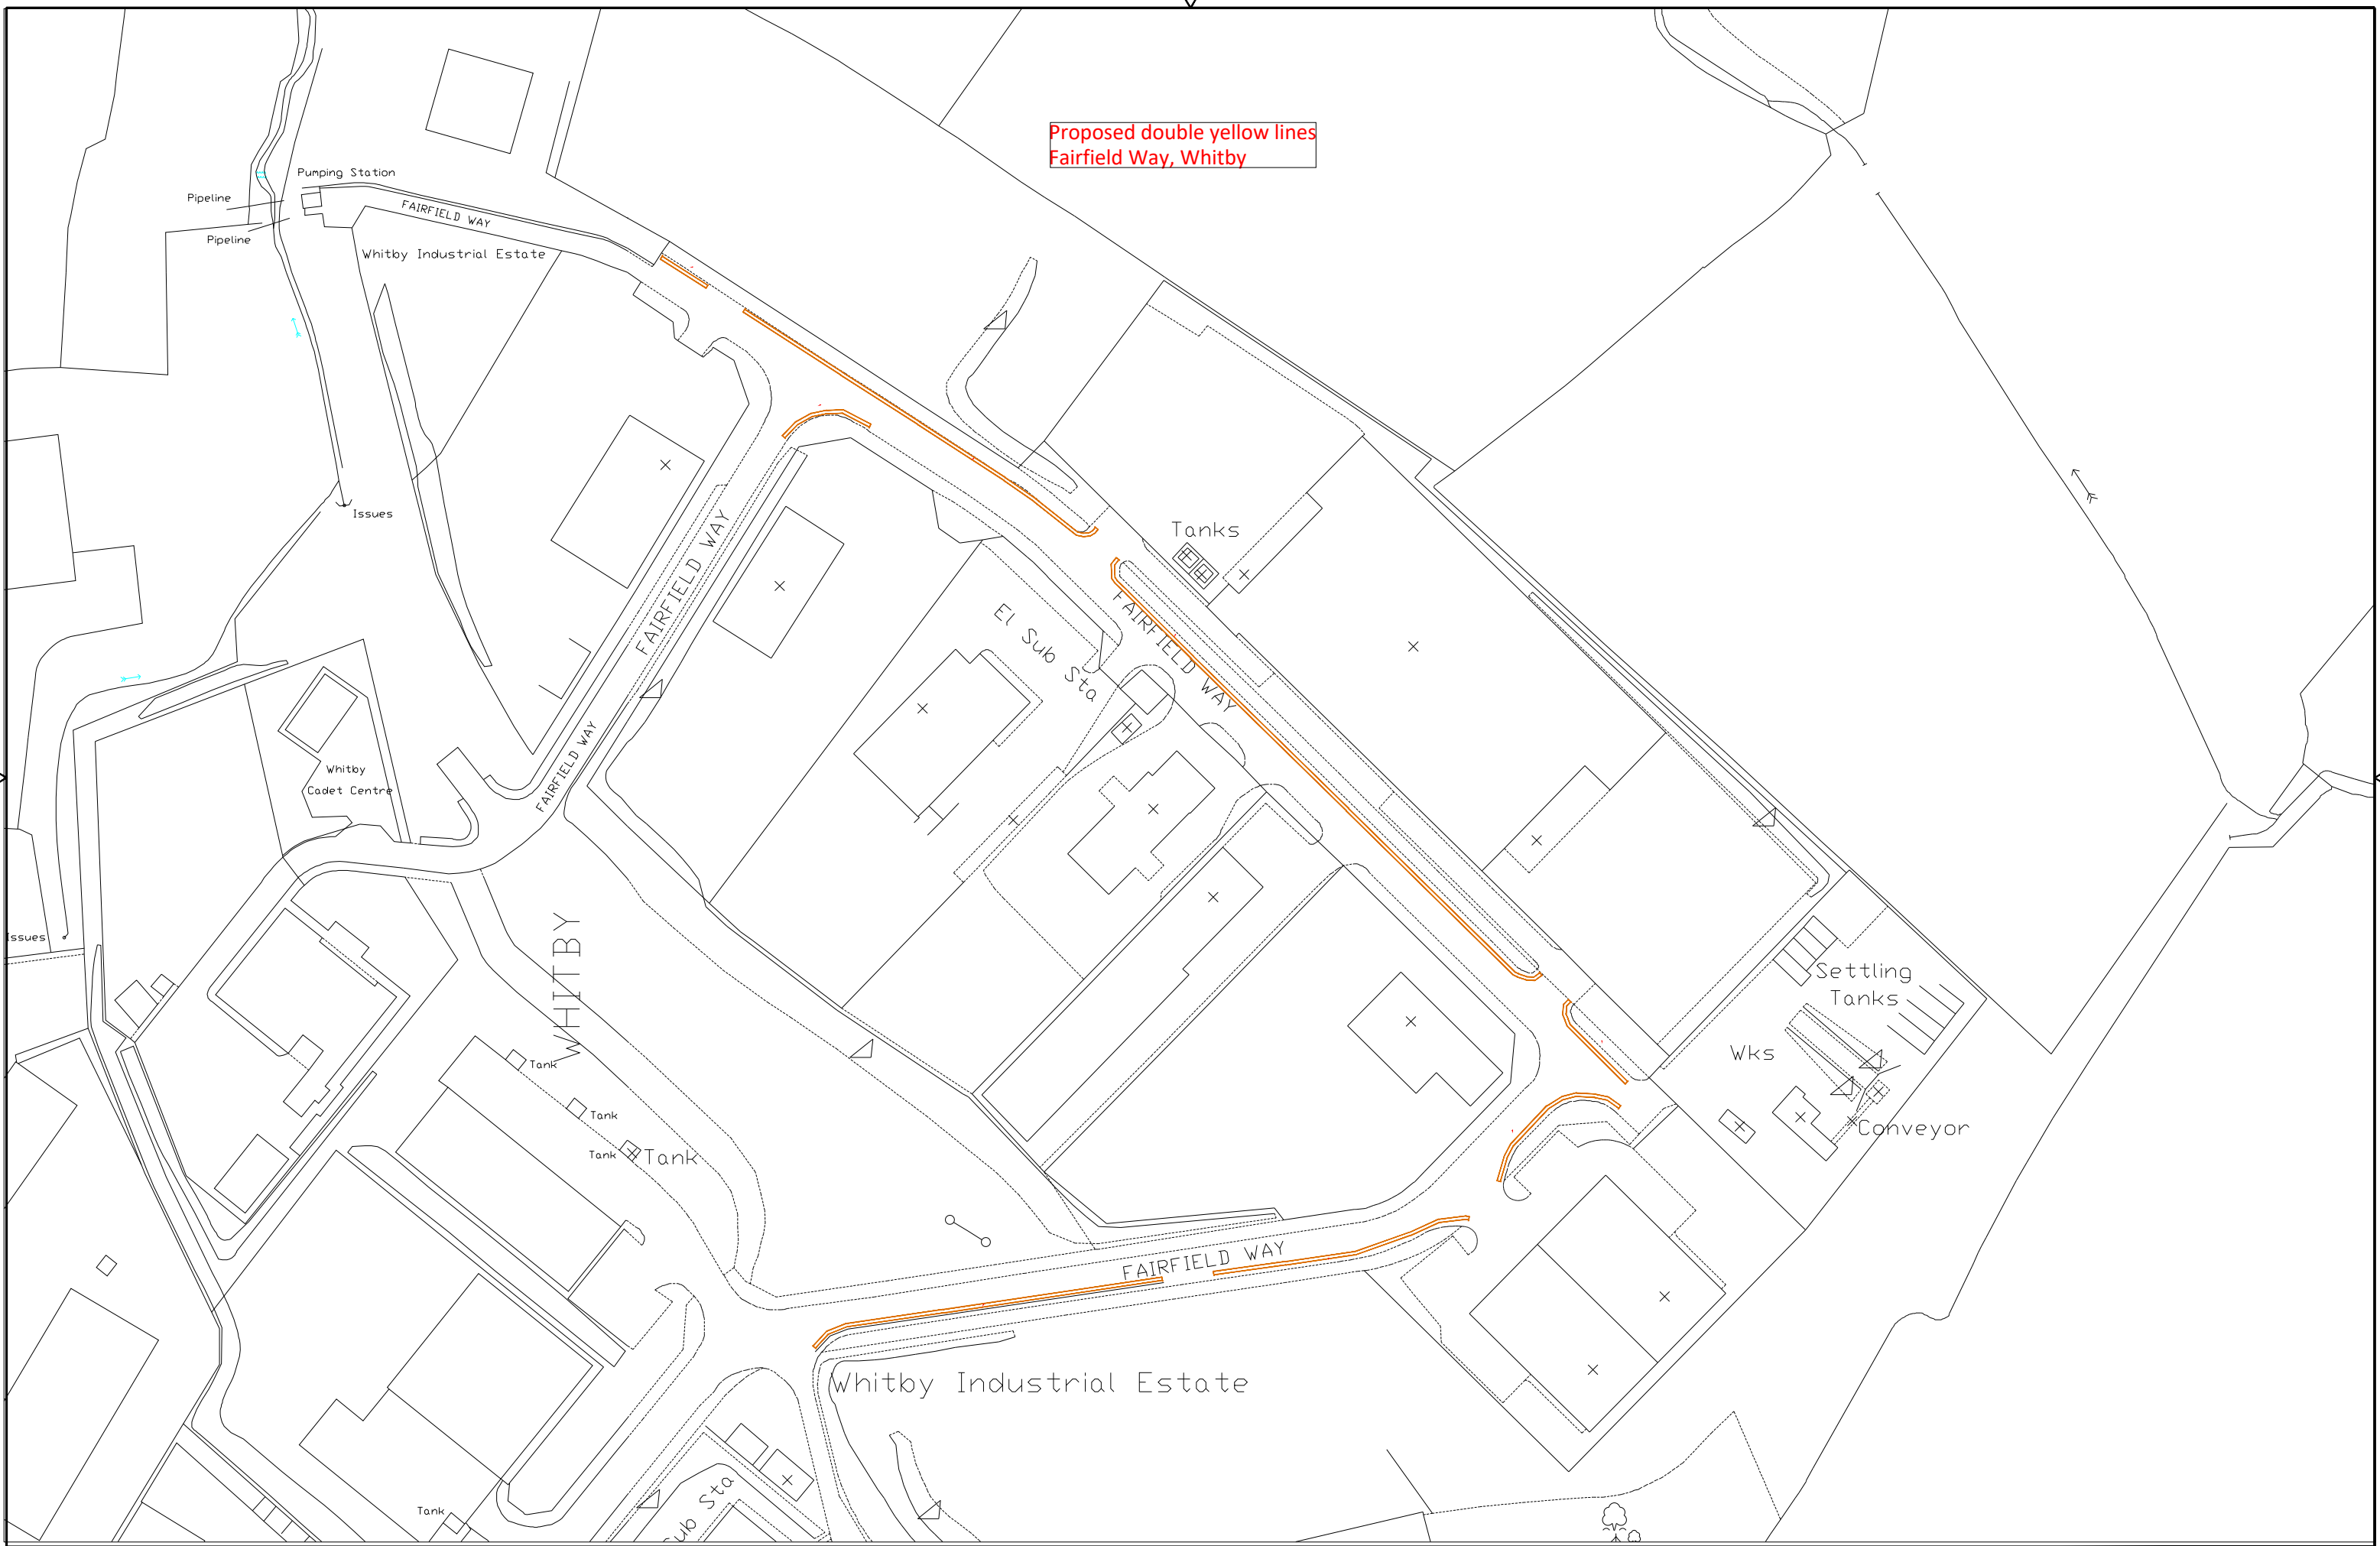 Proposed double yellow lines
Fairfield Way, Whitby
Pumping Station
Pipeline
FAIRFIELD WAY
Pipeline
Whitby Industrial Estate
Issues
Tanks
FAIRFIELD WAY
El Sub Sta
FAIRFIELD WAY
FAIRFIELD WAY
Whitby
Cadet Centre
Issues
WHITBY
Settling
Tanks
Wks
Conveyor
Tank
Tank
Tank
Tank
FAIRFIELD WAY
Whitby Industrial Estate
Tank
Sub Sta